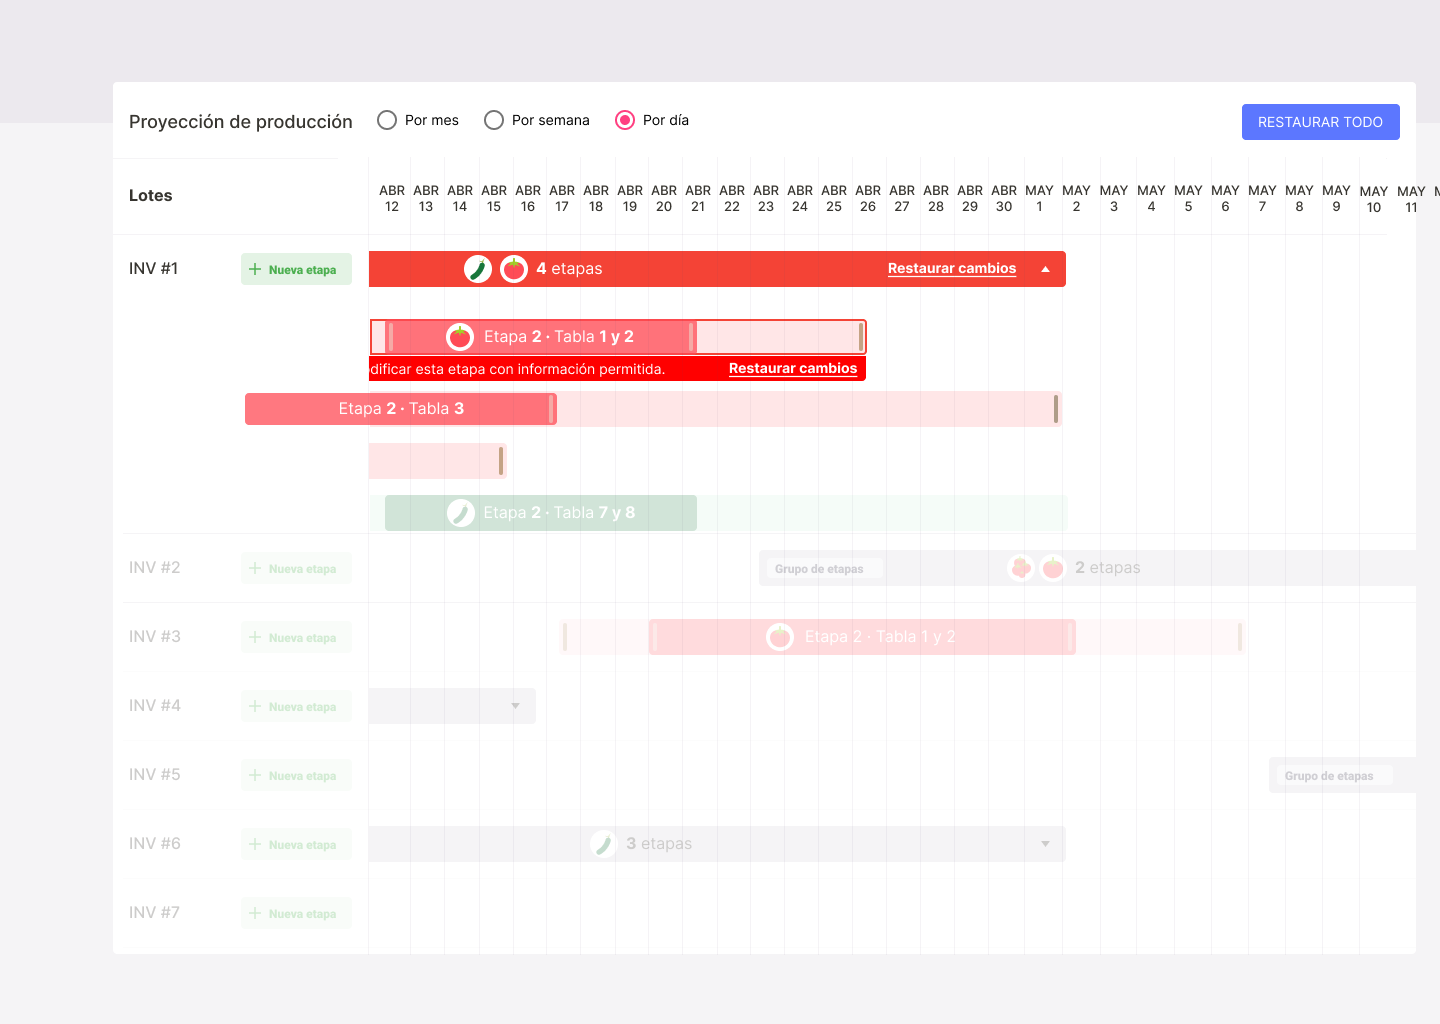 Proyección de producción
Por mes
Por semana
Por día
RESTAURAR TODO
Lotes
ABR 12
ABR 13
ABR 14
ABR 15
ABR 16
ABR 17
ABR 18
ABR 19
ABR 20
ABR 21
ABR 22
ABR 23
ABR 24
ABR 25
ABR 26
ABR 27
ABR 28
ABR 29
ABR 30
MAY 1
MAY 2
MAY 3
MAY 4
MAY 5
MAY 6
MAY 7
MAY 8
MAY 9
MAY 10
MAY 11
INV #1
+ Nueva etapa
4 etapas
Restaurar cambios
Etapa 2 · Tabla 1 y 2
dificar esta etapa con información permitida.
Restaurar cambios
Etapa 2 · Tabla 3
Etapa 2 · Tabla 7 y 8
INV #2
+ Nueva etapa
Grupo de etapas
2 etapas
INV #3
+ Nueva etapa
Etapa 2 · Tabla 1 y 2
INV #4
+ Nueva etapa
INV #5
+ Nueva etapa
Grupo de etapas
INV #6
+ Nueva etapa
3 etapas
INV #7
+ Nueva etapa